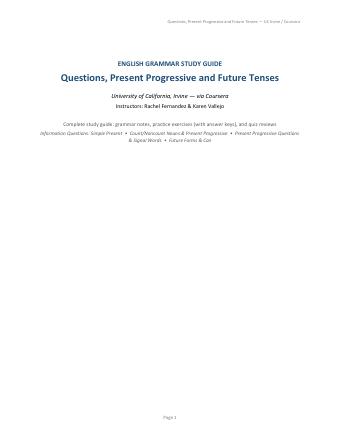 Questions, Present Progressive and Future Tenses — UC Irvine / Coursera
ENGLISH GRAMMAR STUDY GUIDE
Questions, Present Progressive and Future Tenses
University of California, Irvine — via Coursera
Instructors: Rachel Fernandez & Karen Vallejo
Complete study guide: grammar notes, practice exercises (with answer keys), and quiz reviews
Information Questions: Simple Present • Count/Noncount Nouns & Present Progressive • Present Progressive Questions
& Signal Words • Future Forms & Can
Page 1